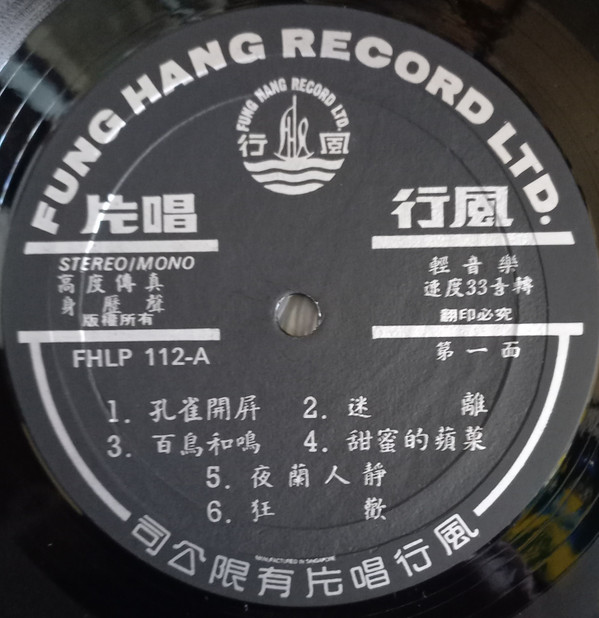 FUNG HANG RECORD LTD.
FUNG HANG RECORD LTD.
風行
FHR
風行
唱片
STEREO/MONO
高度傳真
身歷聲
版權所有
FHLP 112-A
輕音樂
速度33⅓轉
翻印必究
第一面
1. 孔雀開屏 2. 迷離
3. 百鳥和鳴 4. 甜蜜的蘋菓
5. 夜蘭人靜
6. 狂歡
MANUFACTURED IN SINGAPORE
風行唱片有限公司